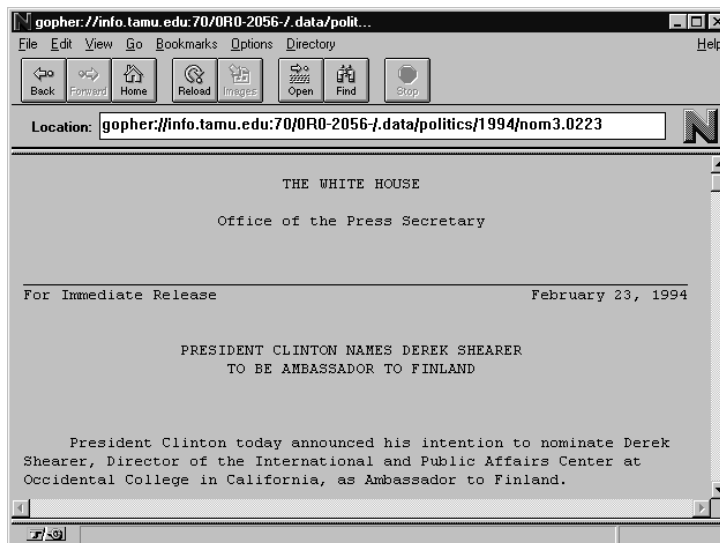 gopher://info.tamu.edu:70/0R0-2056-/.data/polit...
File Edit View Go Bookmarks Options Directory Help
Back Forward Home Reload Images Open Find Stop
Location: gopher://info.tamu.edu:70/0R0-2056-/.data/politics/1994/nom3.0223
N
THE WHITE HOUSE
Office of the Press Secretary
For Immediate Release February 23, 1994
PRESIDENT CLINTON NAMES DEREK SHEARER
TO BE AMBASSADOR TO FINLAND
President Clinton today announced his intention to nominate Derek
Shearer, Director of the International and Public Affairs Center at
Occidental College in California, as Ambassador to Finland.